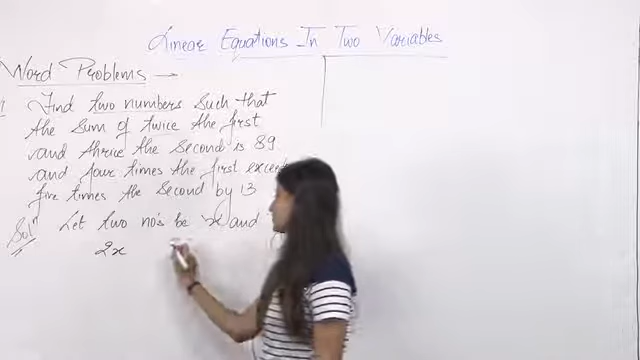 Linear Equations In Two Variables
Word Problems →
Find two numbers such that
the sum of twice the first
and thrice the second is 89
and four times the first exceed
five times the second by 13
Solⁿ Let two no's be 'x' and
2x